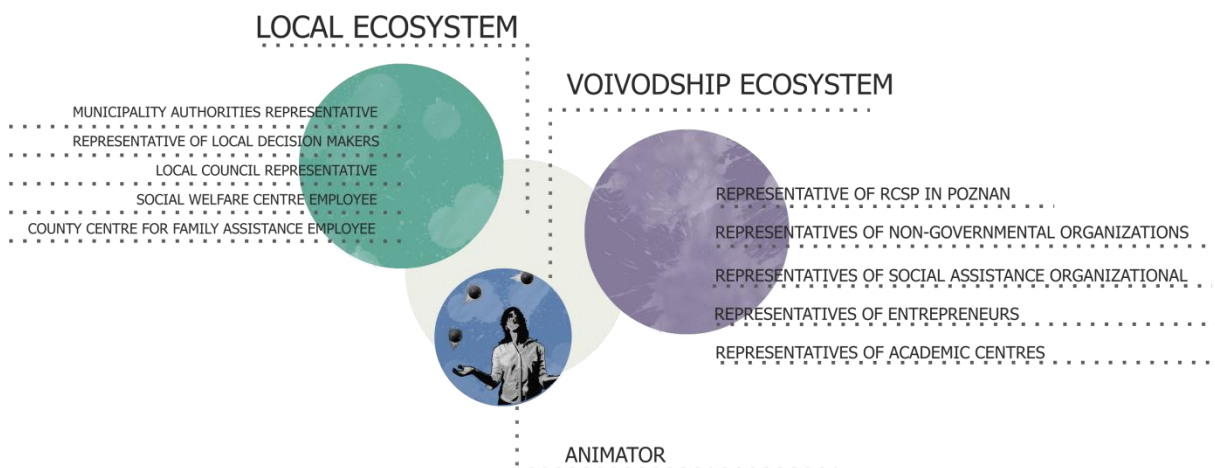 LOCAL ECOSYSTEM
MUNICIPALITY AUTHORITIES REPRESENTATIVE
REPRESENTATIVE OF LOCAL DECISION MAKERS
LOCAL COUNCIL REPRESENTATIVE
SOCIAL WELFARE CENTRE EMPLOYEE
COUNTY CENTRE FOR FAMILY ASSISTANCE EMPLOYEE
VOIVODSHIP ECOSYSTEM
REPRESENTATIVE OF RCSP IN POZNAN
REPRESENTATIVES OF NON-GOVERNMENTAL ORGANIZATIONS
REPRESENTATIVES OF SOCIAL ASSISTANCE ORGANIZATIONAL
REPRESENTATIVES OF ENTREPRENEURS
REPRESENTATIVES OF ACADEMIC CENTRES
ANIMATOR